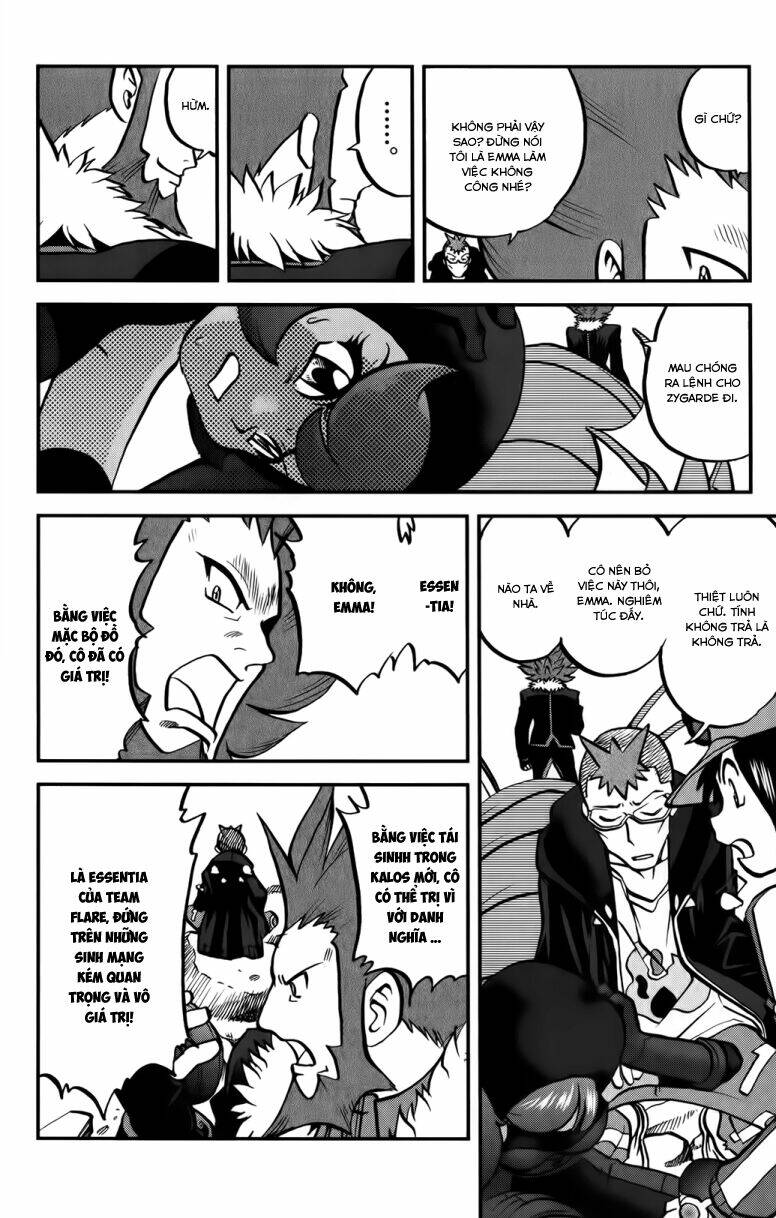 GÌ CHỨ?
KHÔNG PHẢI VẬY
SAO? ĐỪNG NÓI
TÔI LÀ EMMA LÀM
VIỆC KHÔNG
CÔNG NHÉ?
......
HỪM.
MAU CHÓNG
RA LỆNH CHO
ZYGARDE ĐI.
THIỆT LUÔN
CHỨ. TÍNH
KHÔNG TRẢ LÀ
KHÔNG TRẢ.
CÔ NÊN BỎ
VIỆC NÀY THÔI,
EMMA. NGHIÊM
TÚC ĐẤY.
NÃO TA VỀ
NHÀ.
ESSEN
-TIA!
KHÔNG,
EMMA!
BẰNG VIỆC
MẶC BỘ ĐỒ
ĐÓ, CÔ ĐÃ CÓ
GIÁ TRỊ!
BẰNG VIỆC TÁI
SINHH TRONG
KALOS MỚI, CÔ
CÓ THỂ TRỊ VÌ
VỚI DANH
NGHĨA ...
LÀ ESSENTIA
CỦA TEAM
FLARE, ĐỨNG
TRÊN NHỮNG
SINH MẠNG
KÉM QUAN
TRỌNG VÀ VÔ
GIÁ TRỊ!